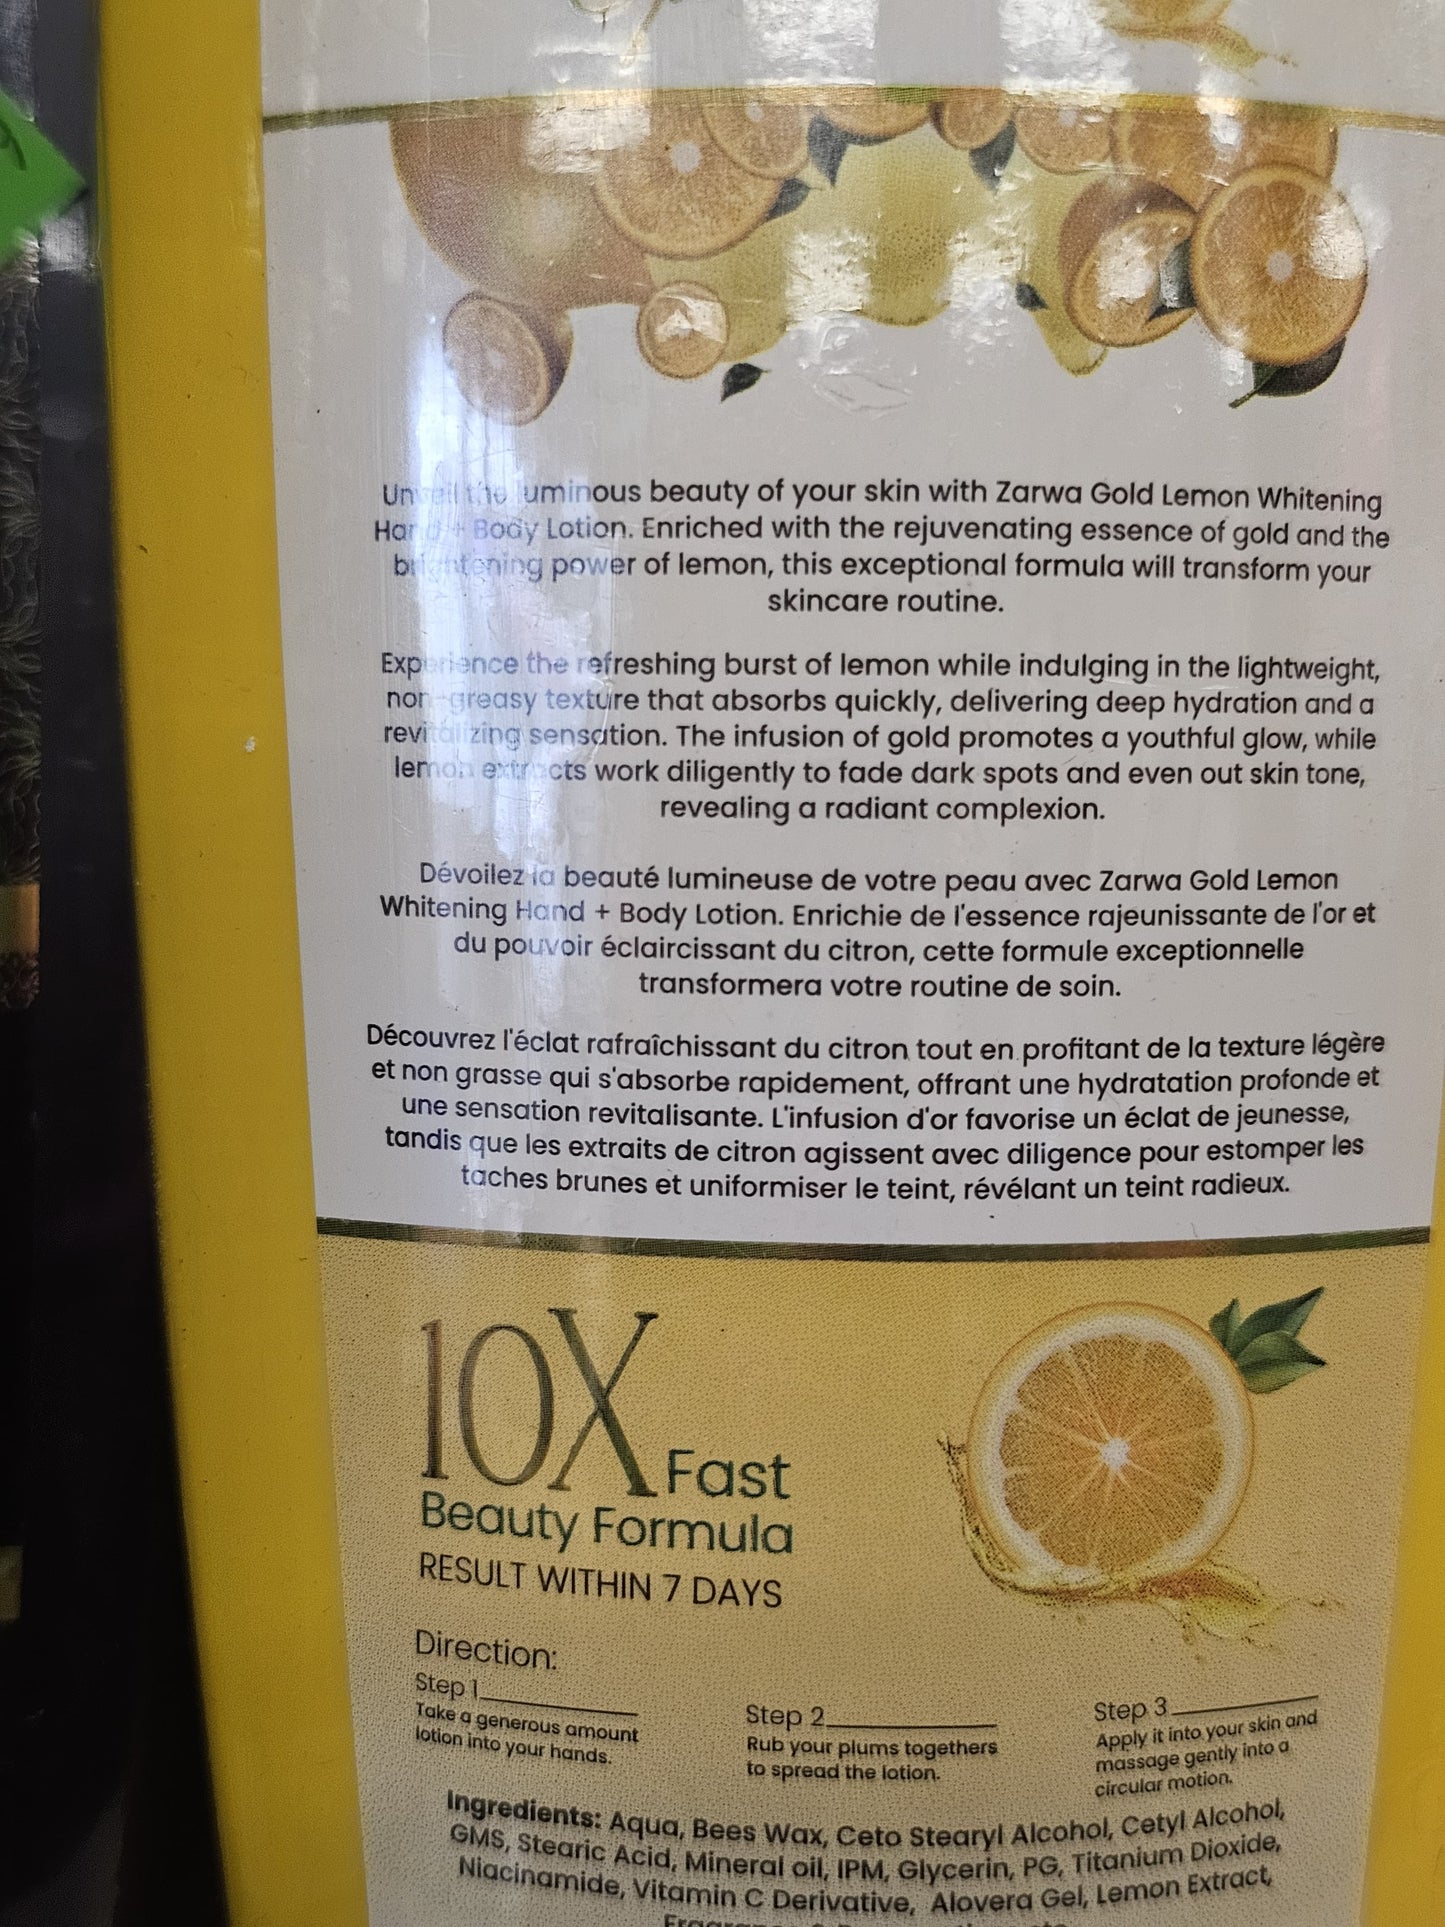 Unveil the luminous beauty of your skin with Zarwa Gold Lemon Whitening
Hand + Body Lotion. Enriched with the rejuvenating essence of gold and the
brightening power of lemon, this exceptional formula will transform your
skincare routine.
Experience the refreshing burst of lemon while indulging in the lightweight,
non-greasy texture that absorbs quickly, delivering deep hydration and a
revitalizing sensation. The infusion of gold promotes a youthful glow, while
lemon extracts work diligently to fade dark spots and even out skin tone,
revealing a radiant complexion.
Dévoilez la beauté lumineuse de votre peau avec Zarwa Gold Lemon
Whitening Hand + Body Lotion. Enrichie de l'essence rajeunissante de l'or et
du pouvoir éclaircissant du citron, cette formule exceptionnelle
transformera votre routine de soin.
Découvrez l'éclat rafraîchissant du citron tout en profitant de la texture légère
et non grasse qui s'absorbe rapidement, offrant une hydratation profonde et
une sensation revitalisante. L'infusion d'or favorise un éclat de jeunesse,
tandis que les extraits de citron agissent avec diligence pour estomper les
taches brunes et uniformiser le teint, révélant un teint radieux.
10X Fast
Beauty Formula
RESULT WITHIN 7 DAYS
Direction:
Step 1
Take a generous amount
lotion into your hands.
Step 2
Rub your plums togethers
to spread the lotion.
Step 3
Apply it into your skin and
massage gently into a
circular motion.
Ingredients: Aqua, Bees Wax, Ceto Stearyl Alcohol, Cetyl Alcohol,
GMS, Stearic Acid, Mineral oil, IPM, Glycerin, PG, Titanium Dioxide,
Niacinamide, Vitamin C Derivative, Alovera Gel, Lemon Extract,